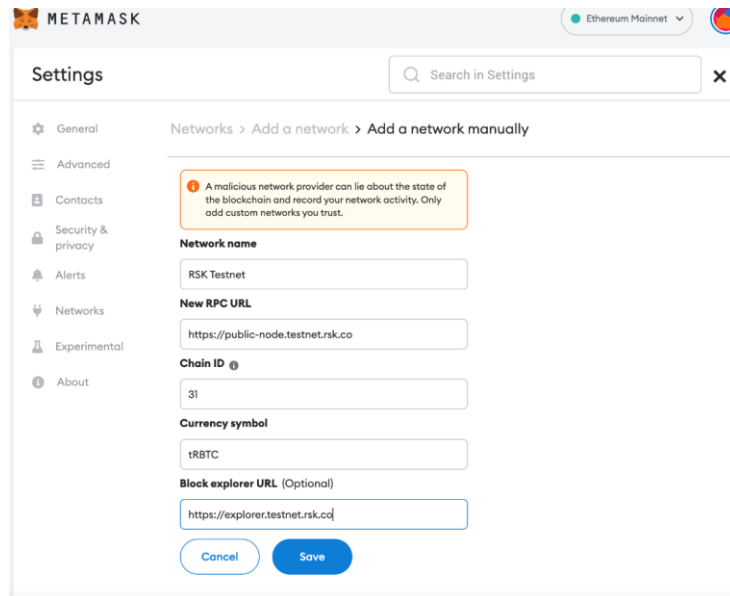 METAMASK
Ethereum Mainnet
Settings
Search in Settings
General
Advanced
Contacts
Security &
privacy
Alerts
Networks
Experimental
About
Networks > Add a network > Add a network manually
A malicious network provider can lie about the state of
the blockchain and record your network activity. Only
add custom networks you trust.
Network name
RSK Testnet
New RPC URL
https://public-node.testnet.rsk.co
Chain ID
31
Currency symbol
tRBTC
Block explorer URL (Optional)
https://explorer.testnet.rsk.co
Cancel
Save